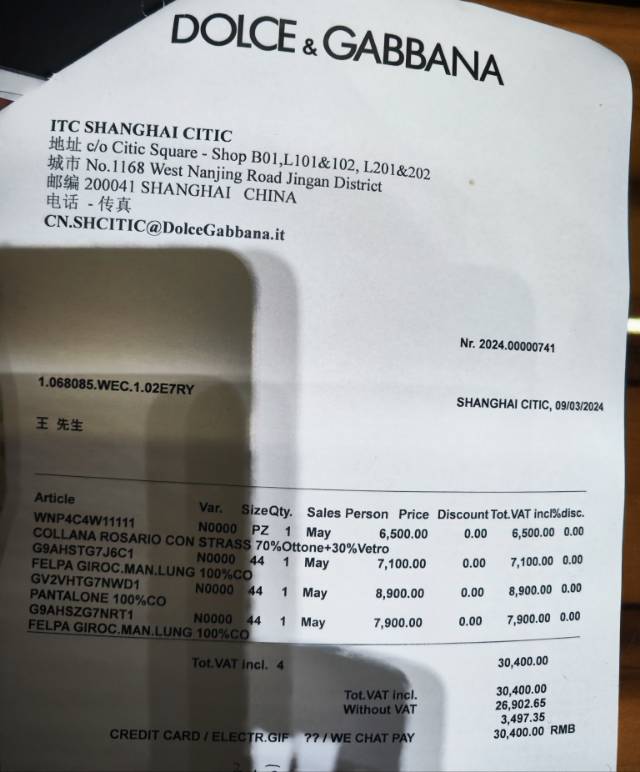 DOLCE & GABBANA
ITC SHANGHAI CITIC
地址 c/o Citic Square - Shop B01,L101&102, L201&202
城市 No.1168 West Nanjing Road Jingan District
邮编 200041 SHANGHAI CHINA
电话 - 传真
CN.SHCITIC@DolceGabbana.it
Nr. 2024.00000741
1.068085.WEC.1.02E7RY
SHANGHAI CITIC, 09/03/2024
王 先生
Article Var. SizeQty. Sales Person Price Discount Tot.VAT incl%disc.
WNP4C4W11111 N0000 PZ 1 May 6,500.00 0.00 6,500.00 0.00
COLLANA ROSARIO CON STRASS 70%Ottone+30%Vetro
G9AHSTG7J6C1 N0000 44 1 May 7,100.00 0.00 7,100.00 0.00
FELPA GIROC.MAN.LUNG 100%CO
GV2VHTG7NWD1 N0000 44 1 May 8,900.00 0.00 8,900.00 0.00
PANTALONE 100%CO
G9AHSZG7NRT1 N0000 44 1 May 7,900.00 0.00 7,900.00 0.00
FELPA GIROC.MAN.LUNG 100%CO
Tot.VAT incl. 4 30,400.00
Tot.VAT incl. 30,400.00
Without VAT 26,902.65
3,497.35
CREDIT CARD / ELECTR.GIF ?? / WE CHAT PAY 30,400.00 RMB